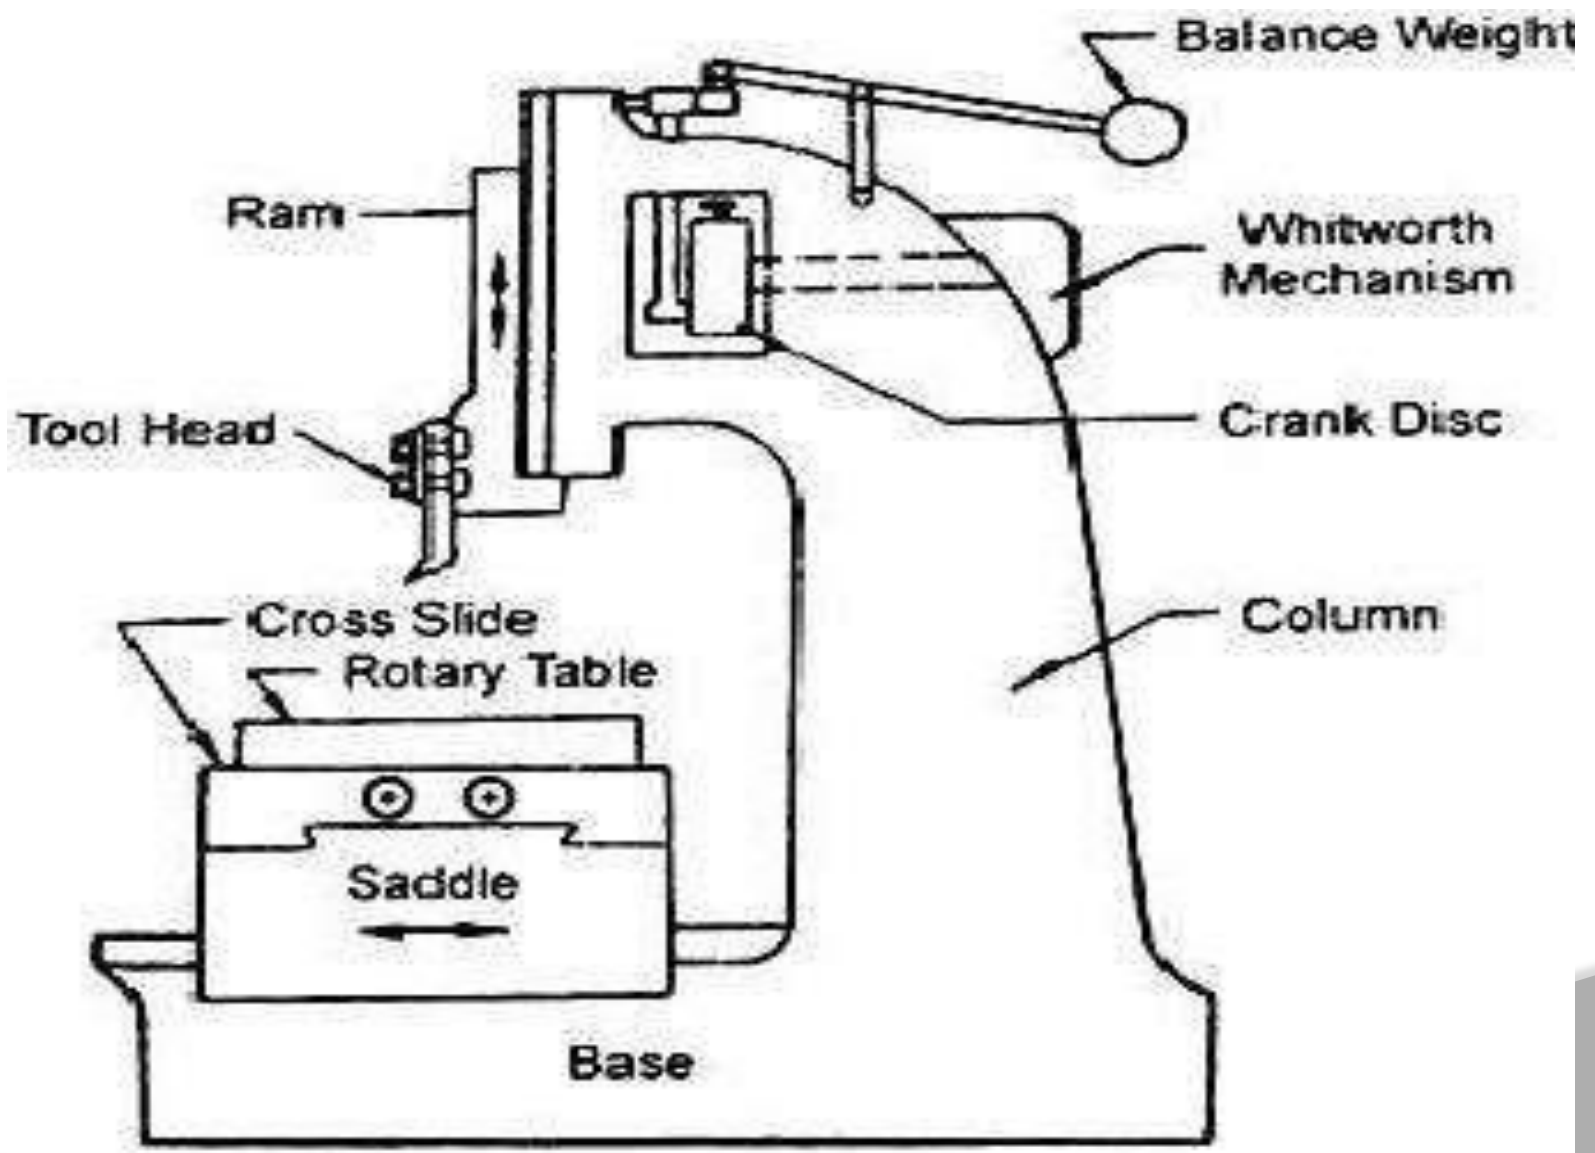 Balance Weight
Ram
Whitworth
Mechanism
Tool Head
Crank Disc
Cross Slide
Column
Rotary Table
Saddle
Base